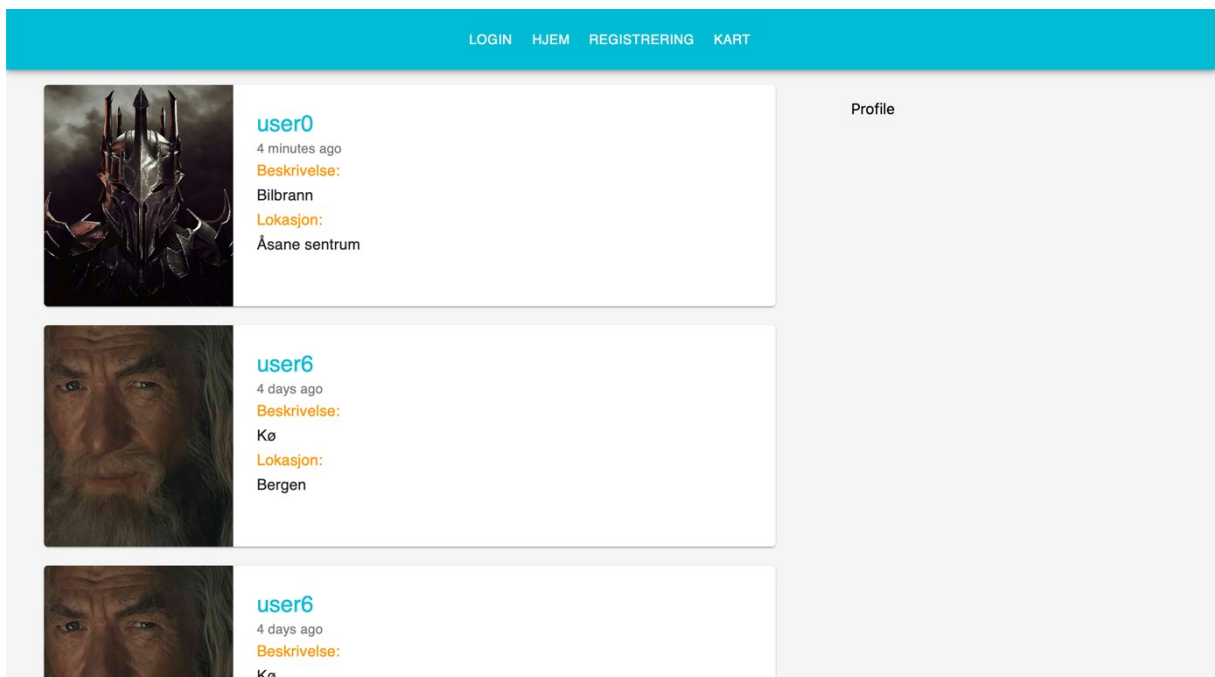 LOGIN HJEM REGISTRERING KART
user0
4 minutes ago
Beskrivelse:
Bilbrann
Lokasjon:
Åsane sentrum
Profile
user6
4 days ago
Beskrivelse:
Kø
Lokasjon:
Bergen
user6
4 days ago
Beskrivelse:
Kø